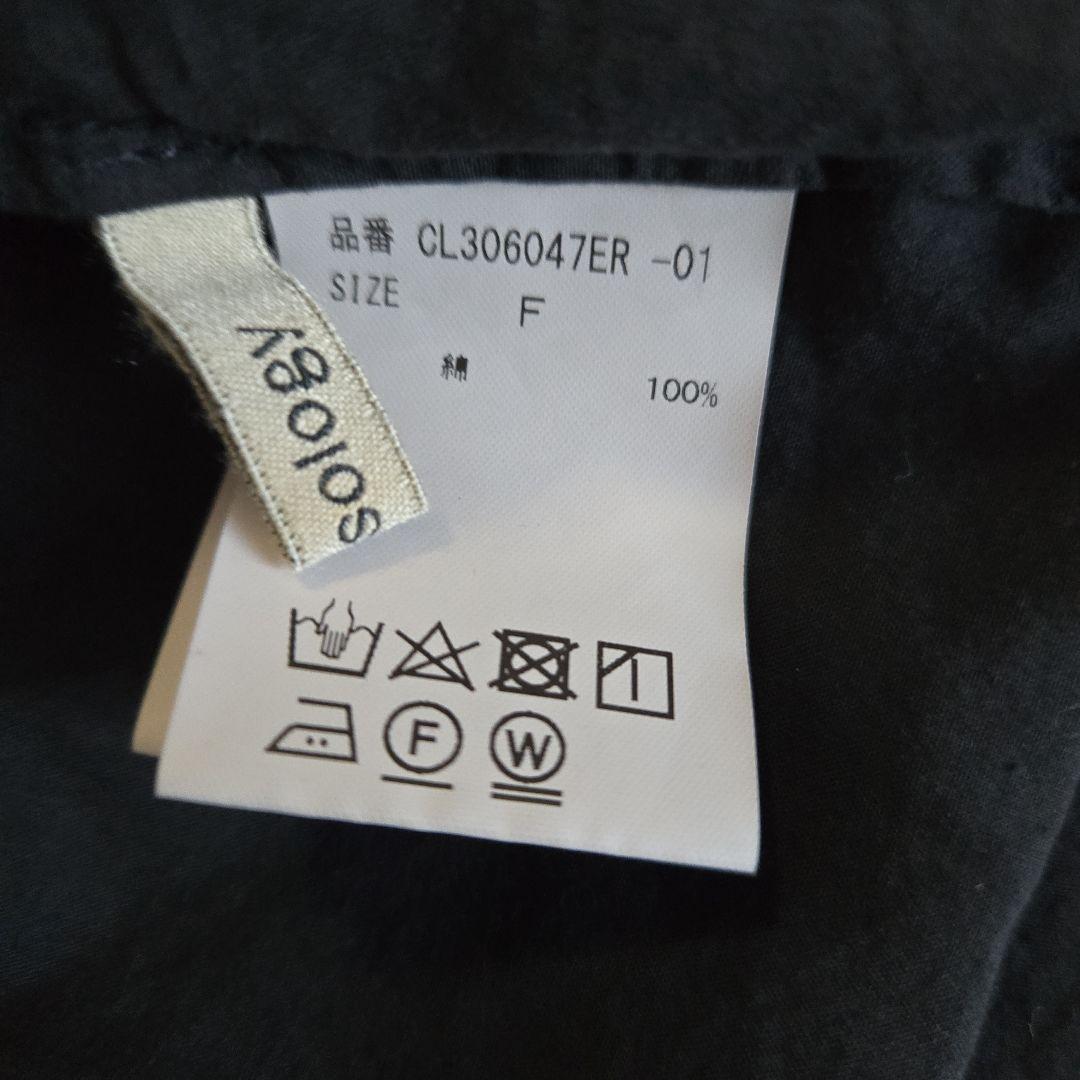 品番 CL306047ER -01
SIZE
F
綿 100%
sology
F W